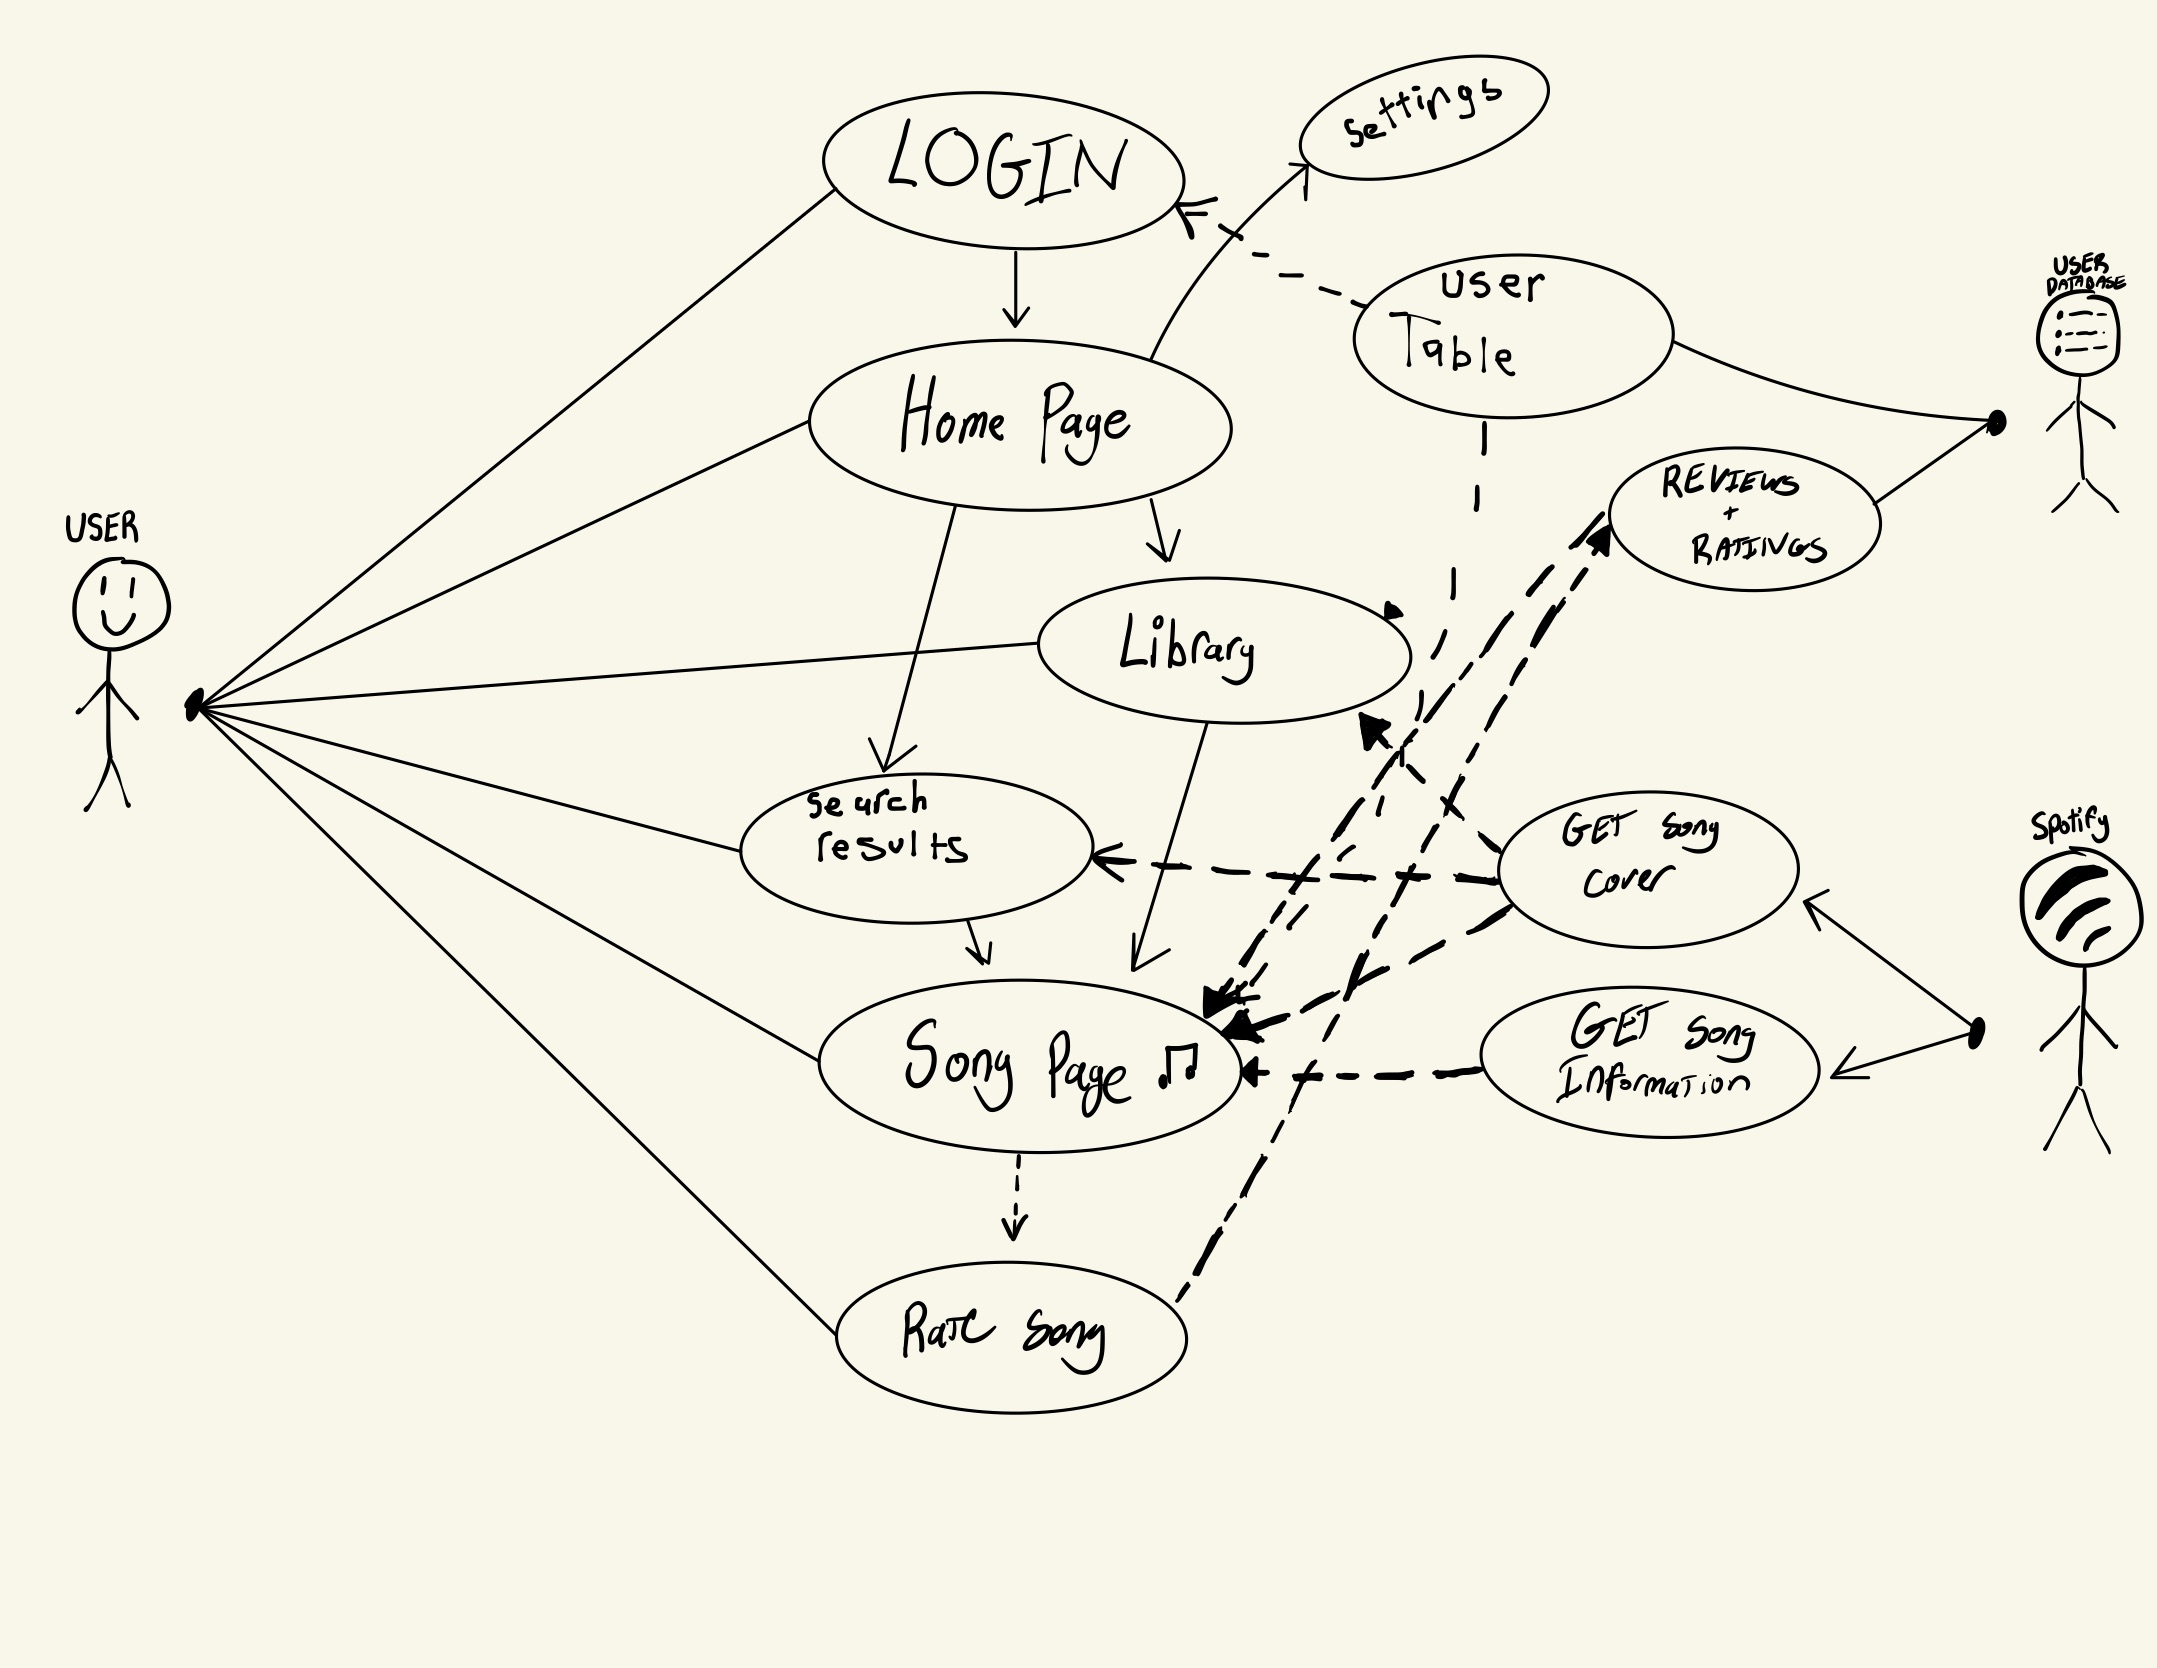 settings
LOGIN
USER
DATABASE
user
Table
Home Page
REVIEWS
+
RATINGS
USER
Library
search
results
GET Song
Cover
Spotify
Song Page ♫
GET Song
Information
Rate Song